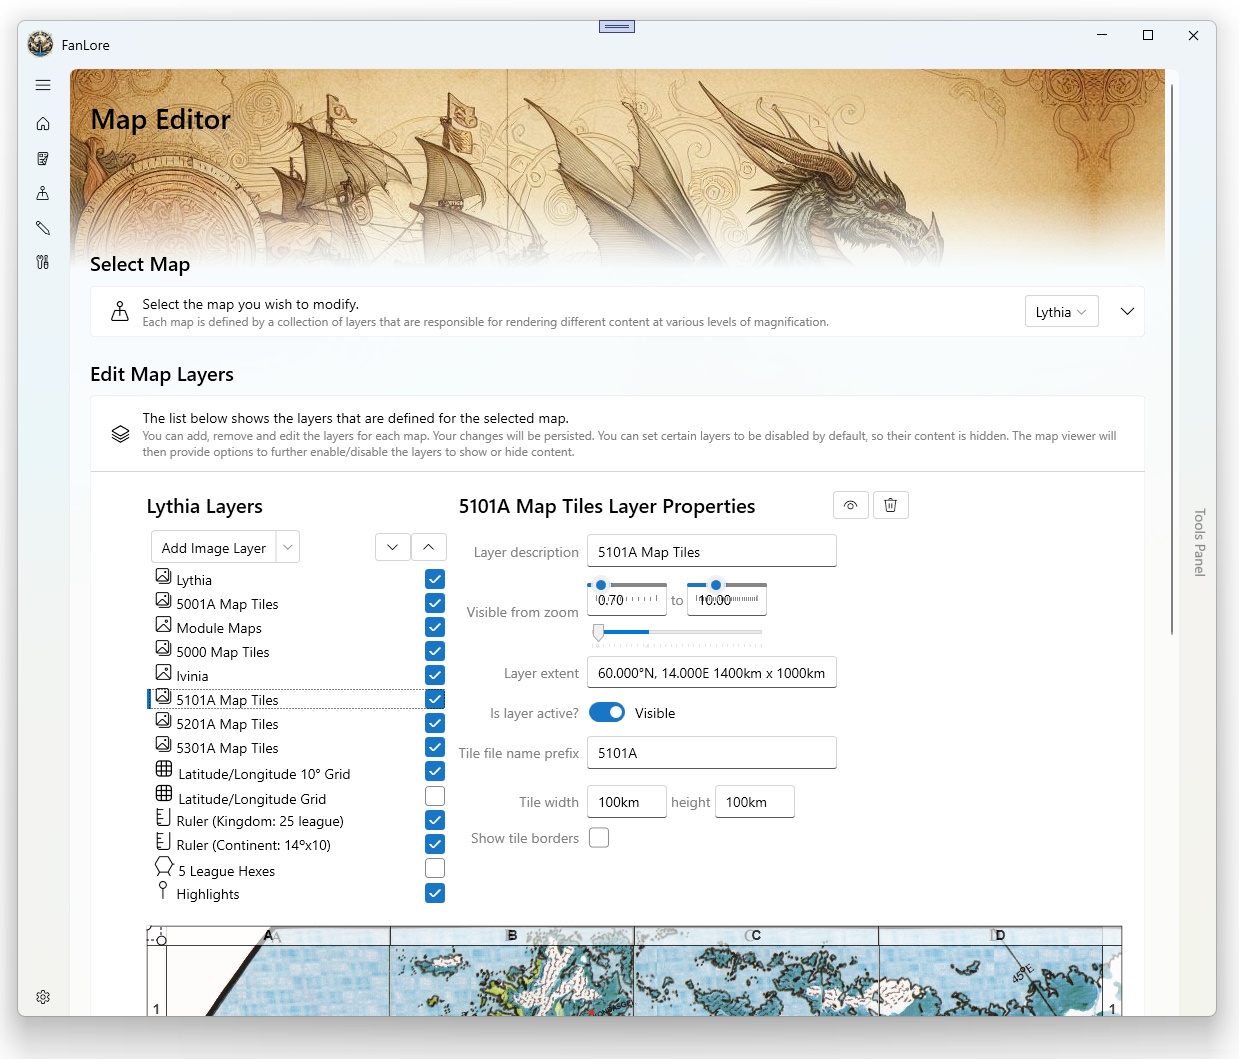 FanLore
Map Editor
Select Map
Select the map you wish to modify.
Each map is defined by a collection of layers that are responsible for rendering different content at various levels of magnification.
Lythia
Edit Map Layers
The list below shows the layers that are defined for the selected map.
You can add, remove and edit the layers for each map. Your changes will be persisted. You can set certain layers to be disabled by default, so their content is hidden. The map viewer will
then provide options to further enable/disable the layers to show or hide content.
Tools Panel
Lythia Layers
Add Image Layer
Lythia
5001A Map Tiles
Module Maps
5000 Map Tiles
Ivinia
5101A Map Tiles
5201A Map Tiles
5301A Map Tiles
Latitude/Longitude 10° Grid
Latitude/Longitude Grid
Ruler (Kingdom: 25 league)
Ruler (Continent: 14ºx10)
5 League Hexes
Highlights
5101A Map Tiles Layer Properties
Layer description 5101A Map Tiles
Visible from zoom 0.70 to 10.00
Layer extent 60.000°N, 14.000E 1400km x 1000km
Is layer active? Visible
Tile file name prefix 5101A
Tile width 100km height 100km
Show tile borders
A B C D
45°E
1 1